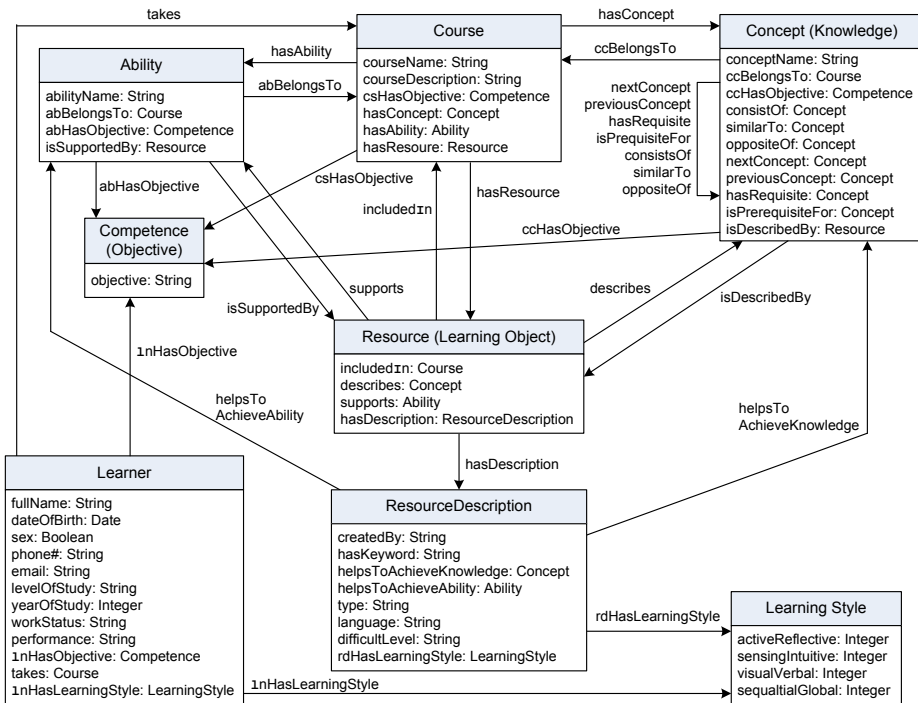 takes
Course
courseName: String
courseDescription: String
csHasObjective: Competence
hasConcept: Concept
hasAbility: Ability
hasResoure: Resource
hasConcept
ccBelongsTo
Concept (Knowledge)
conceptName: String
ccBelongsTo: Course
ccHasObjective: Competence
consistOf: Concept
similarTo: Concept
oppositeOf: Concept
nextConcept: Concept
previousConcept: Concept
hasRequisite: Concept
isPrerequisiteFor: Concept
isDescribedBy: Resource
nextConcept
previousConcept
hasRequisite
isPrequisiteFor
consistsOf
similarTo
oppositeOf
hasAbility
abBelongsTo
Ability
abilityName: String
abBelongsTo: Course
abHasObjective: Competence
isSupportedBy: Resource
abHasObjective
csHasObjective
includedIn
hasResource
ccHasObjective
Competence
(Objective)
objective: String
isSupportedBy
supports
describes
isDescribedBy
Resource (Learning Object)
includedIn: Course
describes: Concept
supports: Ability
hasDescription: ResourceDescription
1nHasObjective
helpsTo
AchieveAbility
helpsTo
AchieveKnowledge
hasDescription
Learner
fullName: String
dateOfBirth: Date
sex: Boolean
phone#: String
email: String
levelOfStudy: String
yearOfStudy: Integer
workStatus: String
performance: String
1nHasObjective: Competence
takes: Course
1nHasLearningStyle: LearningStyle
ResourceDescription
createdBy: String
hasKeyword: String
helpsToAchieveKnowledge: Concept
helpsToAchieveAbility: Ability
type: String
language: String
difficultLevel: String
rdHasLearningStyle: LearningStyle
rdHasLearningStyle
1nHasLearningStyle
Learning Style
activeReflective: Integer
sensingIntuitive: Integer
visualVerbal: Integer
sequaltialGlobal: Integer